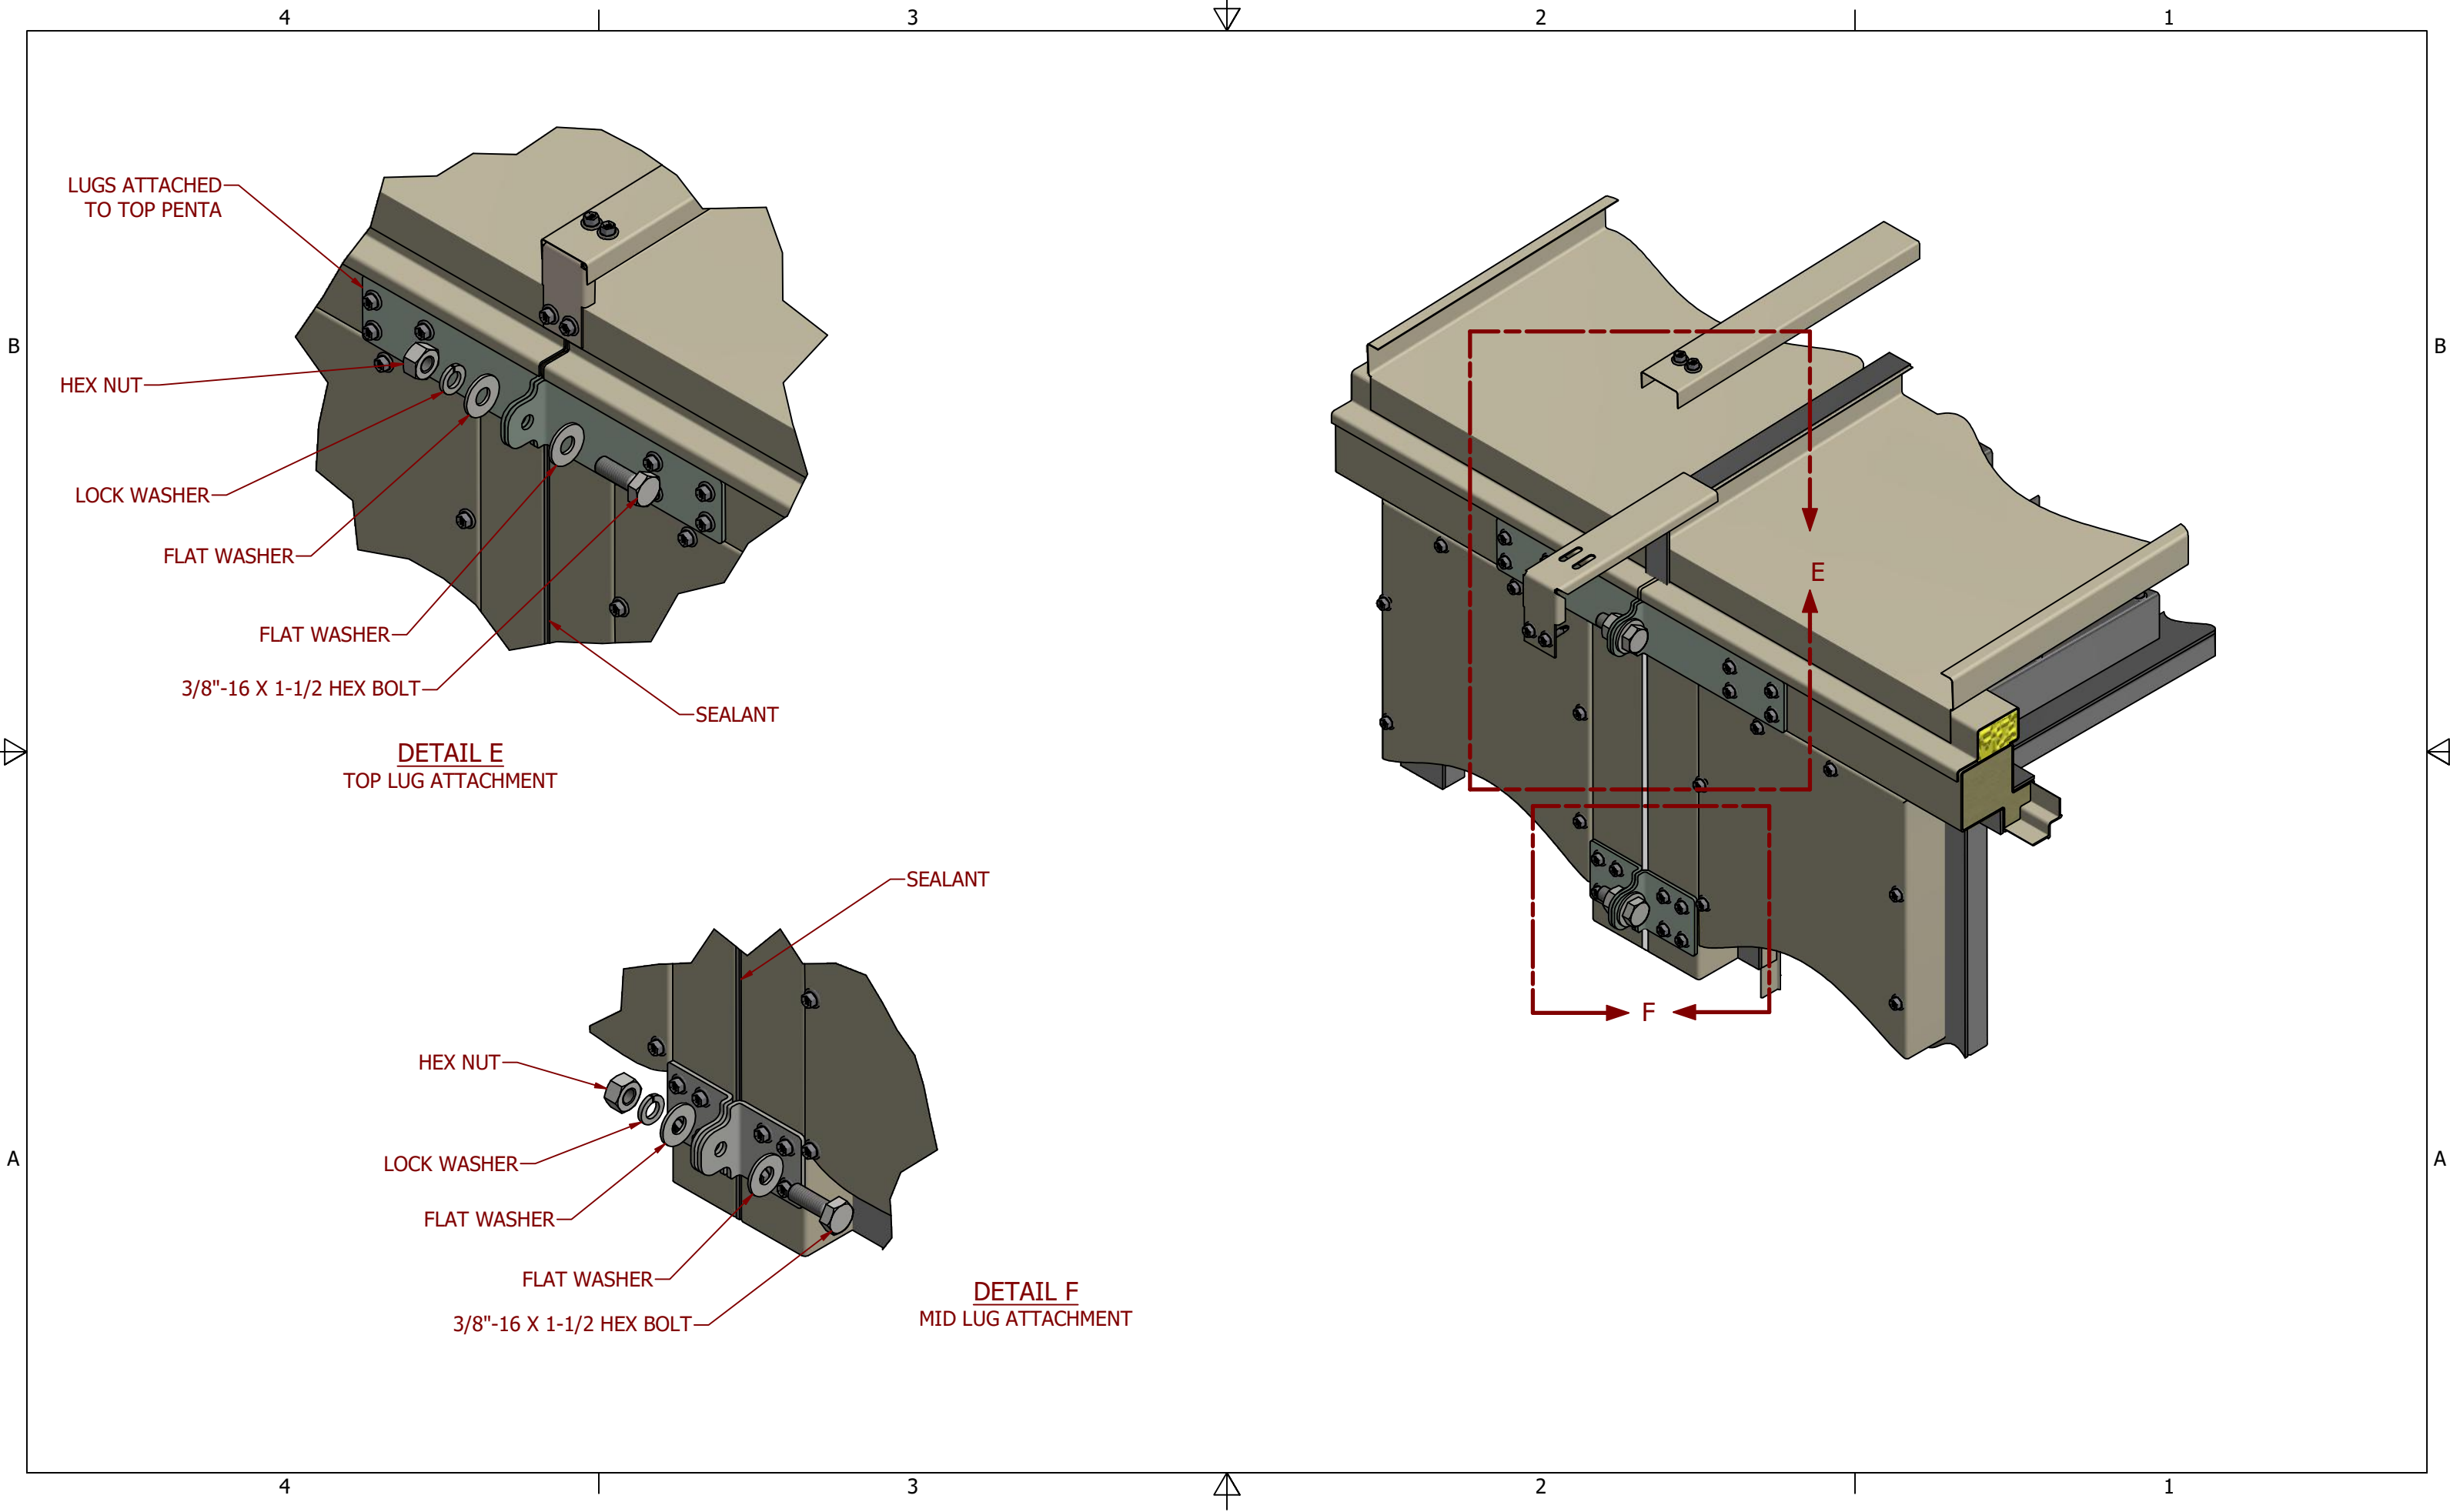 4 3 2 1
LUGS ATTACHED
TO TOP PENTA
B
B
HEX NUT
LOCK WASHER
FLAT WASHER
FLAT WASHER
3/8"-16 X 1-1/2 HEX BOLT
SEALANT
DETAIL E
TOP LUG ATTACHMENT
E
SEALANT
HEX NUT
LOCK WASHER
FLAT WASHER
FLAT WASHER
3/8"-16 X 1-1/2 HEX BOLT
DETAIL F
MID LUG ATTACHMENT
F
A
A
4 3 2 1